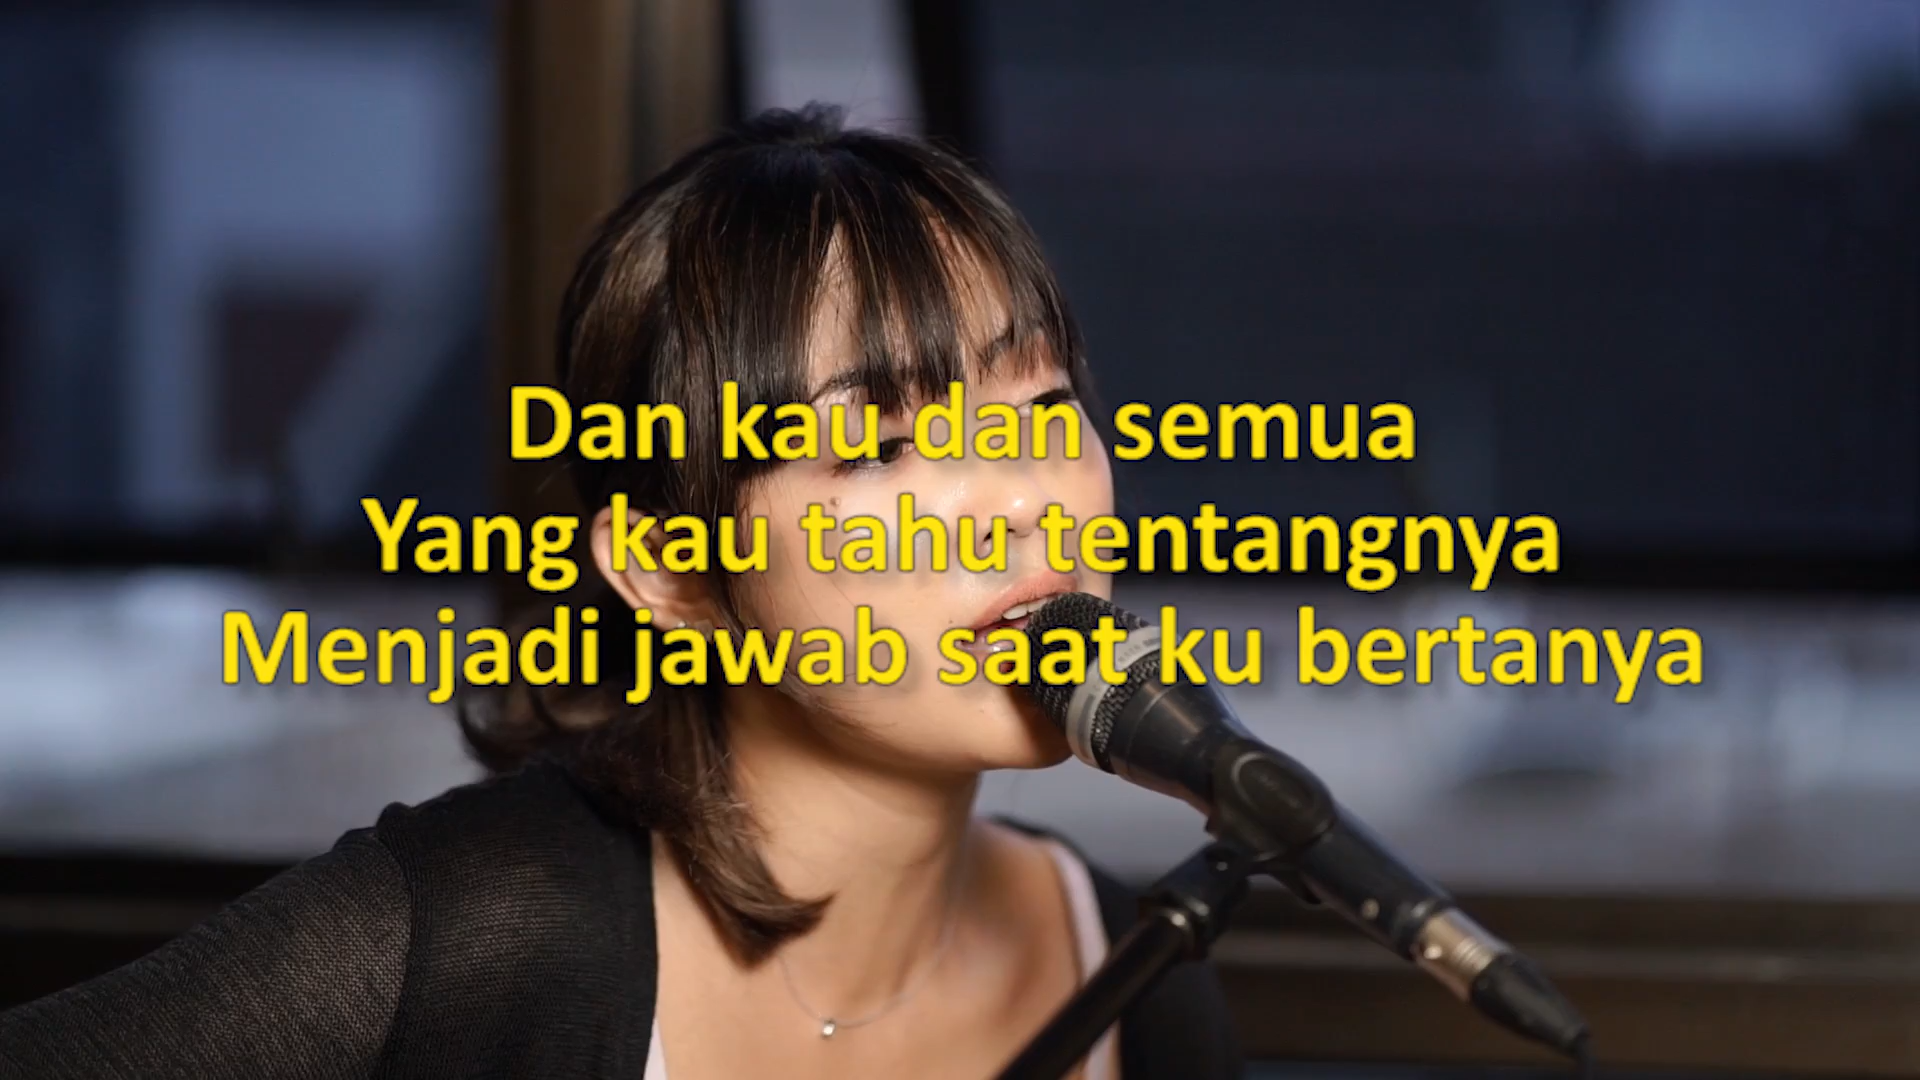 Dan kau dan semua
Yang kau tahu tentangnya
Menjadi jawab saat ku bertanya